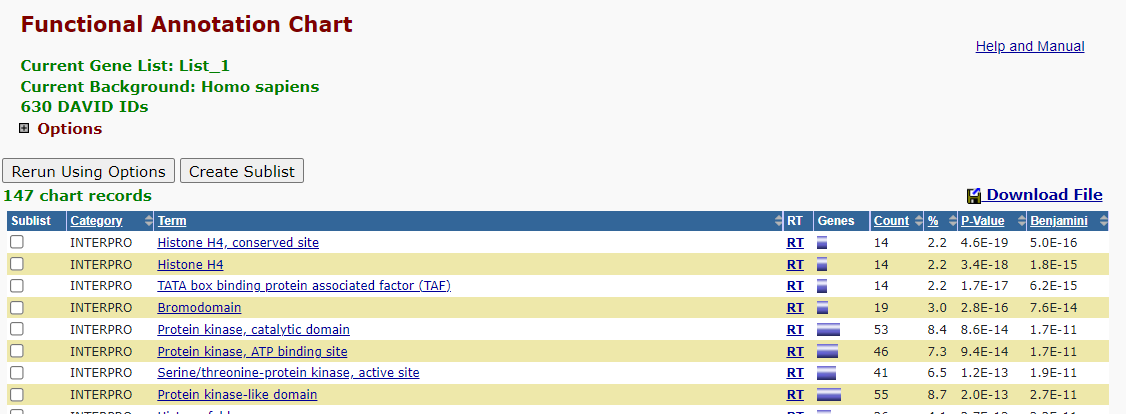 Functional Annotation Chart
Help and Manual
Current Gene List: List_1
Current Background: Homo sapiens
630 DAVID IDs
Options
Rerun Using Options Create Sublist
147 chart records
Download File
Sublist Category Term RT Genes Count % P-Value Benjamini
INTERPRO Histone H4, conserved site RT 14 2.2 4.6E-19 5.0E-16
INTERPRO Histone H4 RT 14 2.2 3.4E-18 1.8E-15
INTERPRO TATA box binding protein associated factor (TAF) RT 14 2.2 1.7E-17 6.2E-15
INTERPRO Bromodomain RT 19 3.0 2.8E-16 7.6E-14
INTERPRO Protein kinase, catalytic domain RT 53 8.4 8.6E-14 1.7E-11
INTERPRO Protein kinase, ATP binding site RT 46 7.3 9.4E-14 1.7E-11
INTERPRO Serine/threonine-protein kinase, active site RT 41 6.5 1.2E-13 1.9E-11
INTERPRO Protein kinase-like domain RT 55 8.7 2.0E-13 2.7E-11